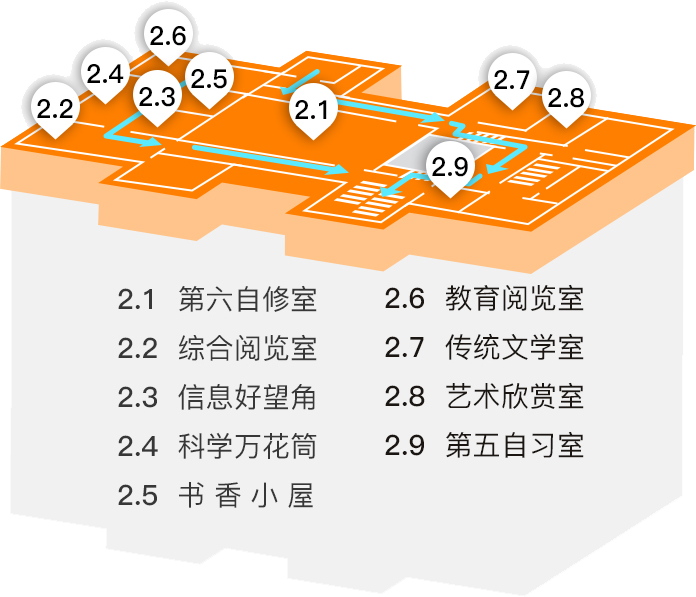 2.6
2.4
2.5
2.7
2.2
2.3
2.1
2.8
2.9
2.1 第六自修室
2.2 综合阅览室
2.3 信息好望角
2.4 科学万花筒
2.5 书香小屋
2.6 教育阅览室
2.7 传统文学室
2.8 艺术欣赏室
2.9 第五自习室